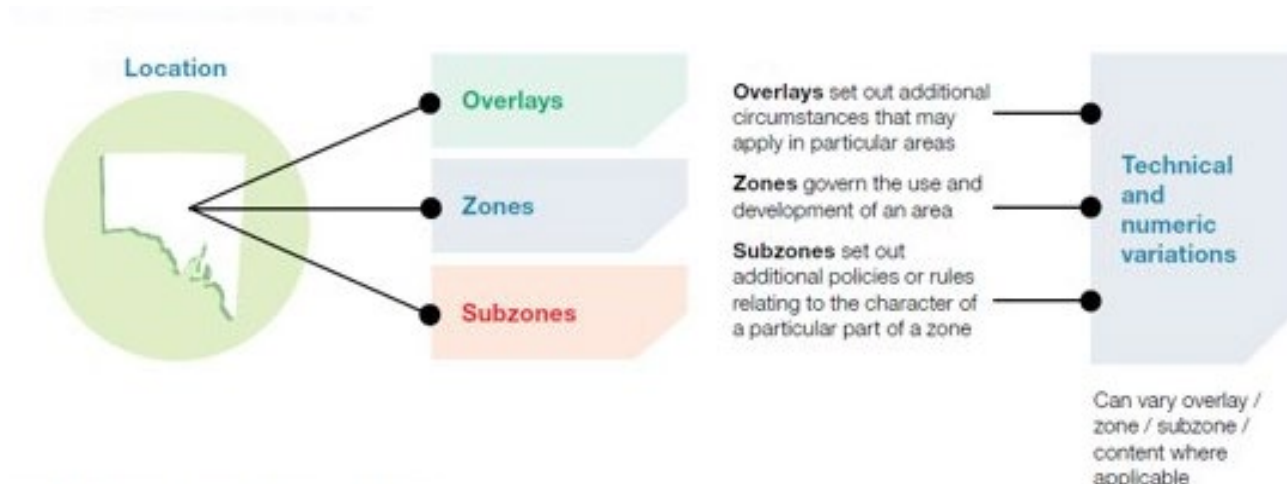 Location
Overlays
Zones
Subzones
Overlays set out additional
circumstances that may
apply in particular areas
Zones govern the use and
development of an area
Subzones set out
additional policies or rules
relating to the character of
a particular part of a zone
Technical
and
numeric
variations
Can vary overlay /
zone / subzone /
content where
applicable